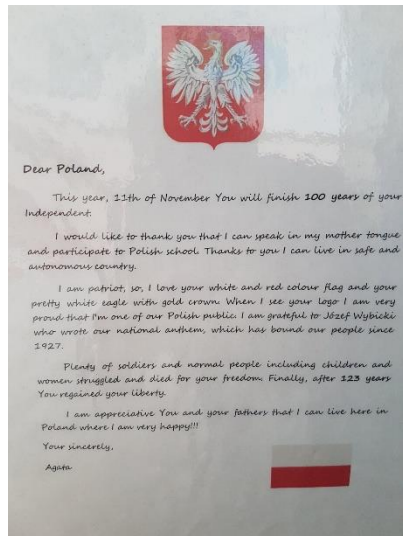 Dear Poland,
This year, 11th of November You will finish 100 years of your
Independent.
I would like to thank you that I can speak in my mother tongue
and participate to Polish school. Thanks to you I can live in safe and
autonomous country.
I am patriot, so, I love your white and red colour flag and your
pretty white eagle with gold crown. When I see your logo I am very
proud that I'm one of our Polish public. I am grateful to Józef Wybicki
who wrote our national anthem, which has bound our people since
1927.
Plenty of soldiers and normal people including children and
women struggled and died for your freedom. Finally, after 123 years
You regained your liberty.
I am appreciative You and your fathers that I can live here in
Poland where I am very happy!!!
Your sincerely,
Agata